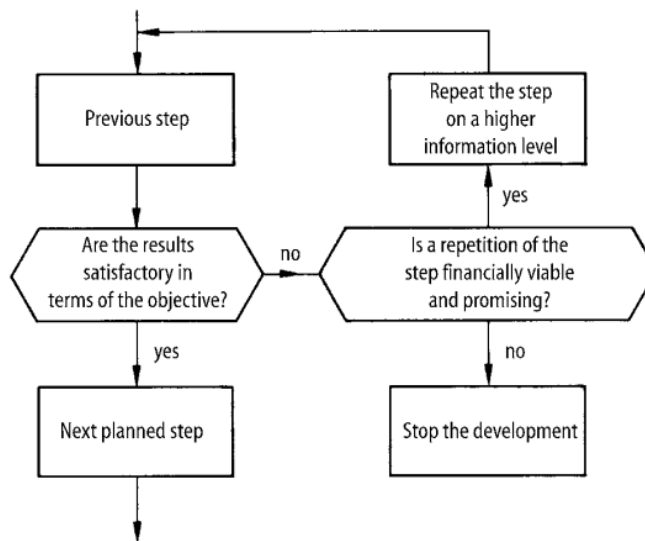 Previous step
Repeat the step
on a higher
information level
yes
Are the results
satisfactory in
terms of the objective?
no
Is a repetition of the
step financially viable
and promising?
yes
no
Next planned step
Stop the development